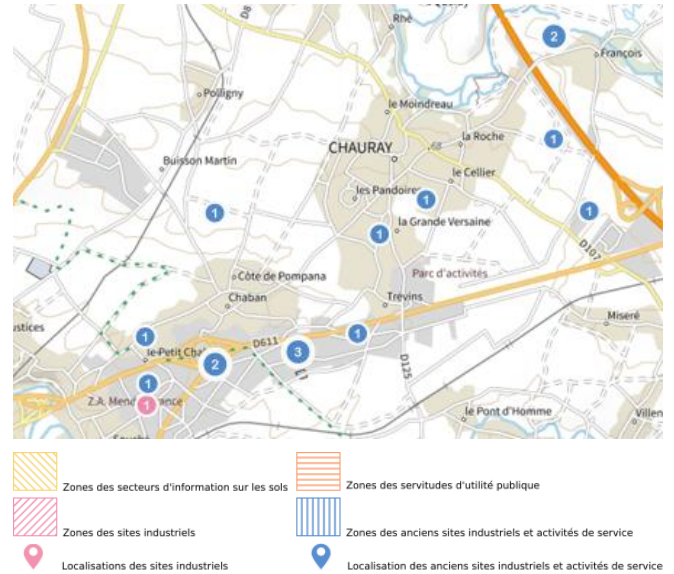 Rhé
D8
2
François
Polligny
le Moindreau
68
la Roche
1
CHAURAY
Buisson Martin
le Cellier
les Pandoire
1
1
1
la Grande Versaine
1
D107
Parc d'activités
Côte de Pompana
Chaban
Trévins
Miseré
ustices
1
D611
1
le Petit Cha
2
3
D125
1
Z.A. Mend
ance
1
le Pont d'Homme
Villen
Zones des secteurs d'information sur les sols
Zones des servitudes d'utilité publique
Zones des sites industriels
Zones des anciens sites industriels et activités de service
Localisations des sites industriels
Localisation des anciens sites industriels et activités de service